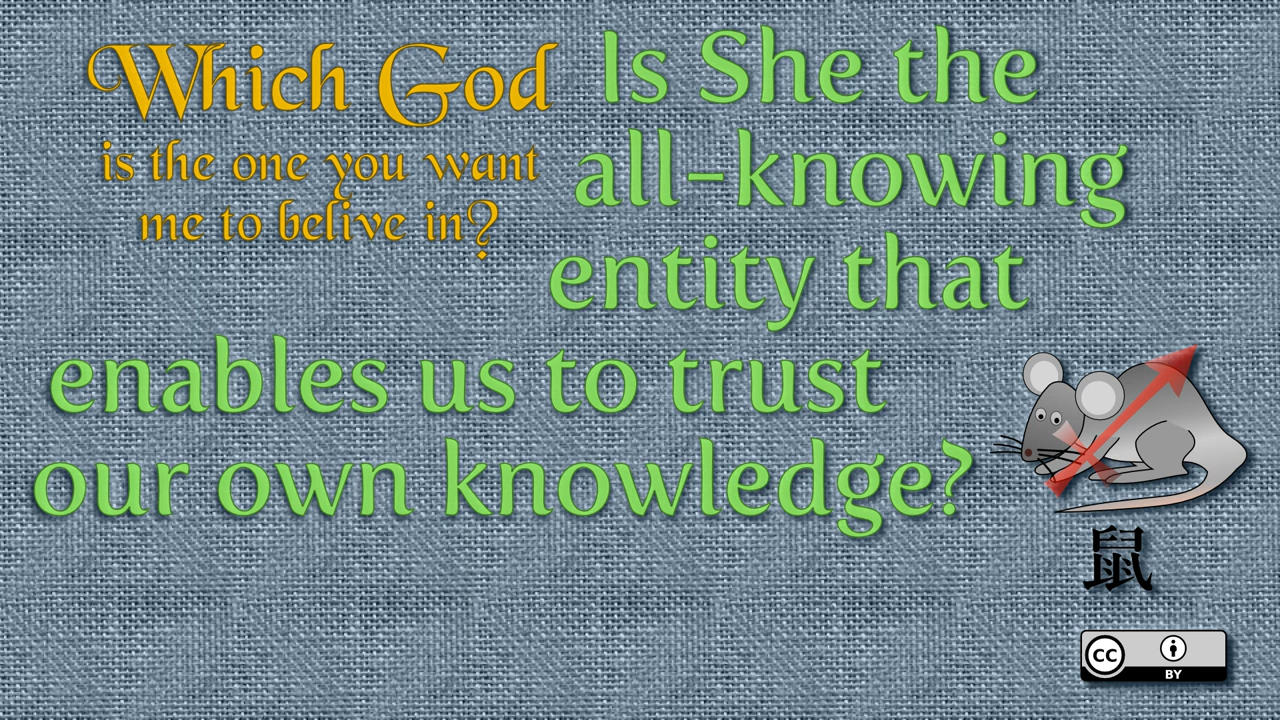 Which God
is the one you want
me to belive in?
Is She the
all-knowing
entity that
enables us to trust
our own knowledge?
鼠
CC
BY